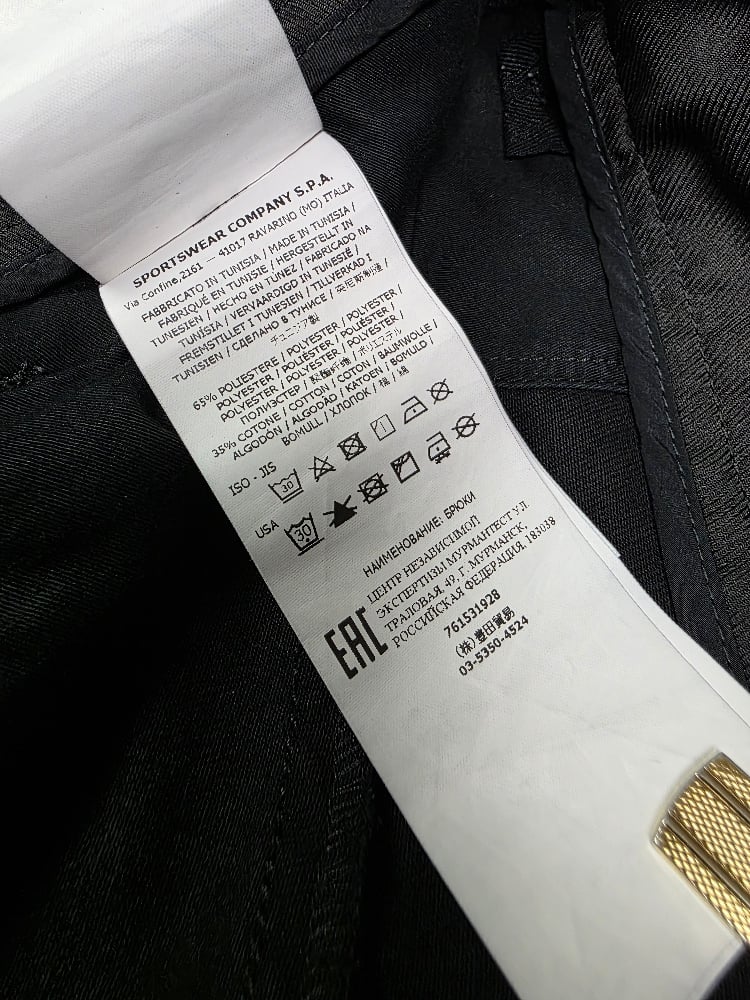 SPORTSWEAR COMPANY S.P.A.
Via Confine,2161 — 41017 RAVARINO (MO) ITALIA
FABBRICATO IN TUNISIA / MADE IN TUNISIA /
FABRIQUÉ EN TUNISIE / HERGESTELLT IN
TUNESIEN / HECHO EN TÚNEZ / FABRICADO NA
TUNÍSIA / VERVAARDIGD IN TUNESIË /
FREMSTILLET I TUNESIEN / TILLVERKAD I
TUNISIEN / СДЕЛАНО В ТУНИСЕ / 突尼斯制造 /
チュニジア製
65% POLIESTERE / POLYESTER / POLYESTER /
POLYESTER / POLIÉSTER / POLIÉSTER /
POLYESTER / POLYESTER / POLYESTER /
ПОЛИЭСТЕР / 聚酯纤维 / ポリエステル
35% COTONE / COTTON / COTON / BAUMWOLLE /
ALGODÓN / ALGODAO / KATOEN / BOMULD /
BOMULL / ХЛОПОК / 棉 / 綿
ISO - JIS
30
USA
30
НАИМЕНОВАНИЕ: БРЮКИ
ЦЕНТР НЕЗАВИСИМОЙ
ЭКСПЕРТИЗЫ МУРМАНТЕСТ УЛ.
ТРАЛОВАЯ, 49, Г. МУРМАНСК,
РОССИЙСКАЯ ФЕДЕРАЦИЯ, 183038
EAC
761531928
(株)豊田貿易
03-5350-4524